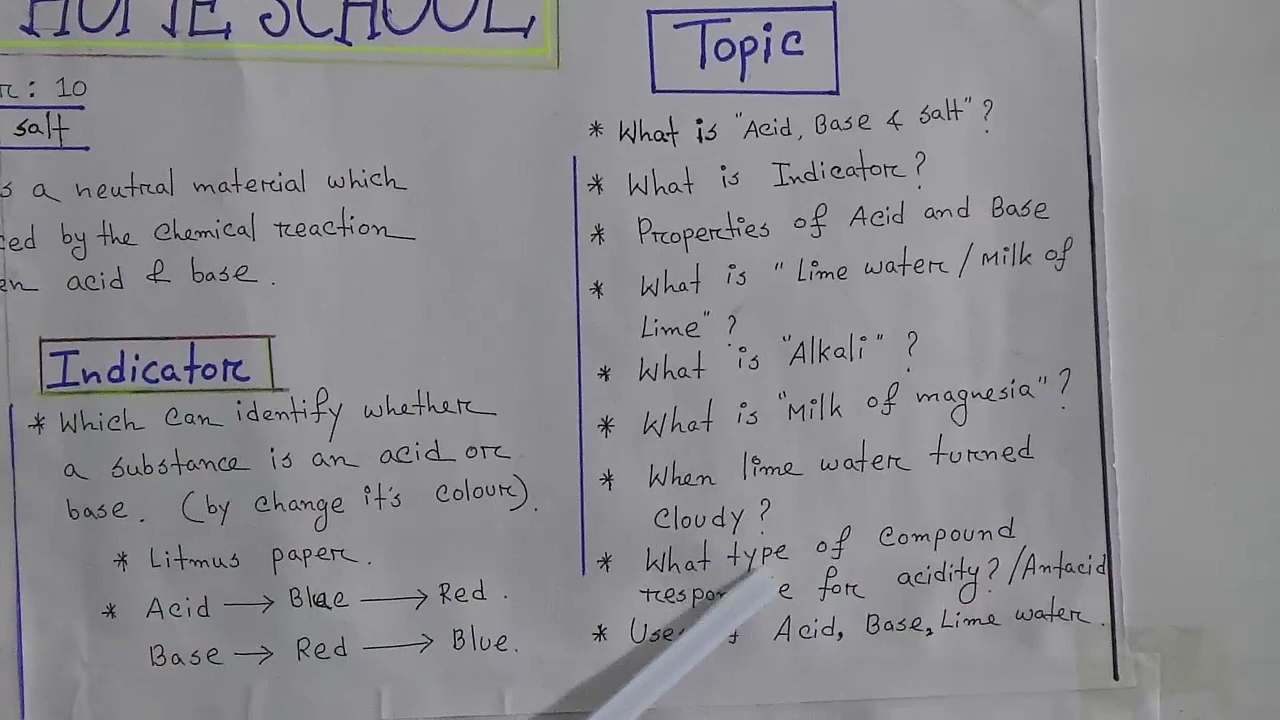 HOME SCHOOL
: 10
salt
a neutral material which
by the chemical reaction
acid & base.
Indicator
* Which can identify whether
a substance is an acid or
base. (by change it's colour).
* Litmus paper.
* Acid → Blue → Red.
Base → Red → Blue.
Topic
* What is "Acid, Base & salt"?
* What is Indicator?
* Properties of Acid and Base
* What is "Lime water/Milk of
Lime"?
* What is "Alkali"?
* What is "Milk of magnesia"?
* When lime water turned
cloudy?
* What type of compound
for acidity?/Antacid
* Acid, Base, Lime water.